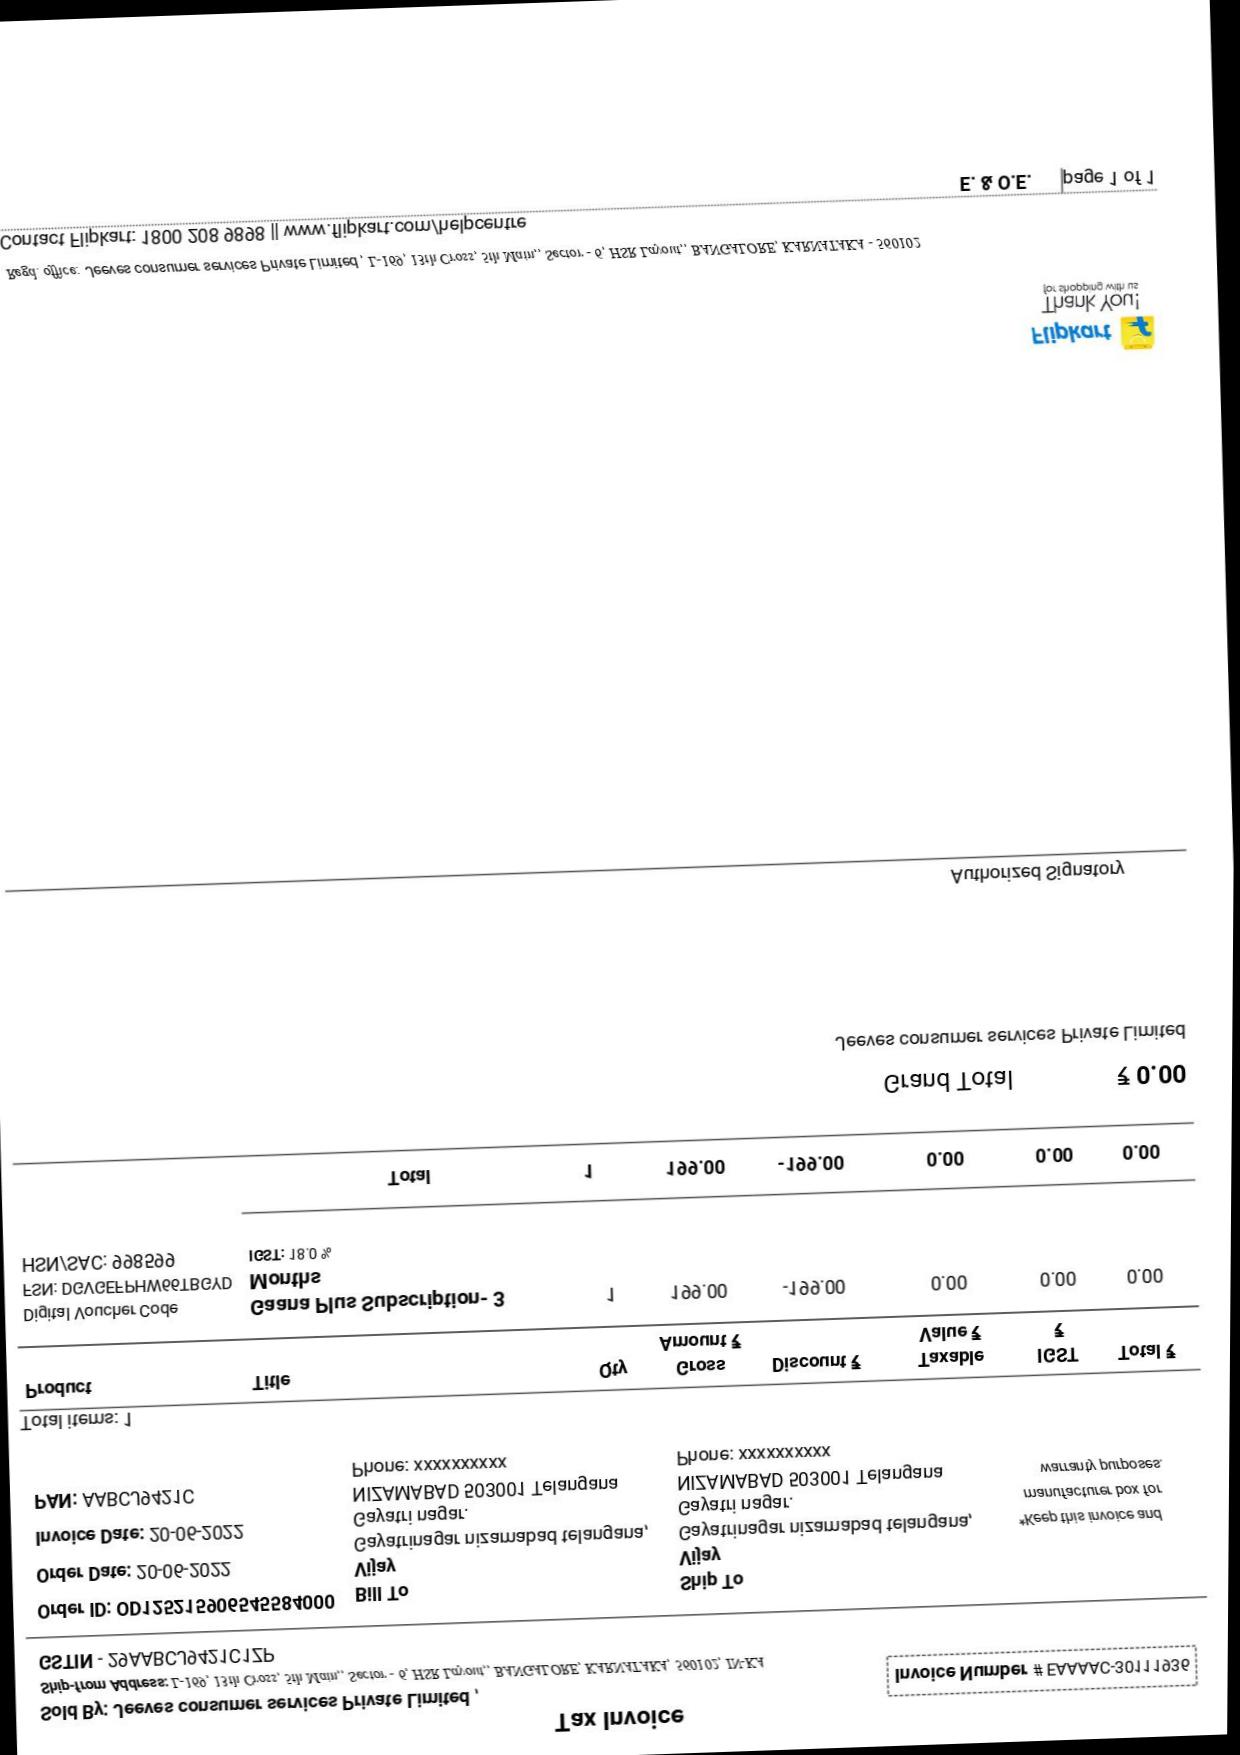 Tax Invoice
Invoice Number # EAAAAC-30111936
Sold By: Jeeves consumer services Private Limited ,
Ship-from Address: L-169, 13th Cross, 5th Main,, Sector - 6, HSR Layout,, BANGALORE, KARNATAKA, 560102, IN-KA
GSTIN - 29AABCJ9421C1ZP
Order ID: OD125215906545584000
Order Date: 20-06-2022
Invoice Date: 20-06-2022
PAN: AABCJ9421C
Bill To
Vijay
Gayatrinagar nizamabad telangana,
Gayatri nagar.
NIZAMABAD 503001 Telangana
Phone: xxxxxxxxxx
Ship To
Vijay
Gayatrinagar nizamabad telangana,
Gayatri nagar.
NIZAMABAD 503001 Telangana
Phone: xxxxxxxxxx
*Keep this invoice and
manufacturer box for
warranty purposes.
Total items: 1
Product Title Qty Gross Amount ₹ Discount ₹ Taxable Value ₹ IGST ₹ Total ₹
Digital Voucher Code
FSN: DGVGEFPHW66TBGYD
HSN/SAC: 998599
Gaana Plus Subscription- 3
Months
IGST: 18.0 %
1 199.00 -199.00 0.00 0.00 0.00
Total 1 199.00 -199.00 0.00 0.00 0.00
Grand Total ₹ 0.00
Jeeves consumer services Private Limited
Authorized Signatory
Flipkart
Thank You!
for shopping with us
Regd. office: Jeeves consumer services Private Limited , L-169, 13th Cross, 5th Main,, Sector - 6, HSR Layout,, BANGALORE, KARNATAKA - 560102
Contact Flipkart: 1800 208 9898 || www.flipkart.com/helpcentre
E. & O.E. page 1 of 1